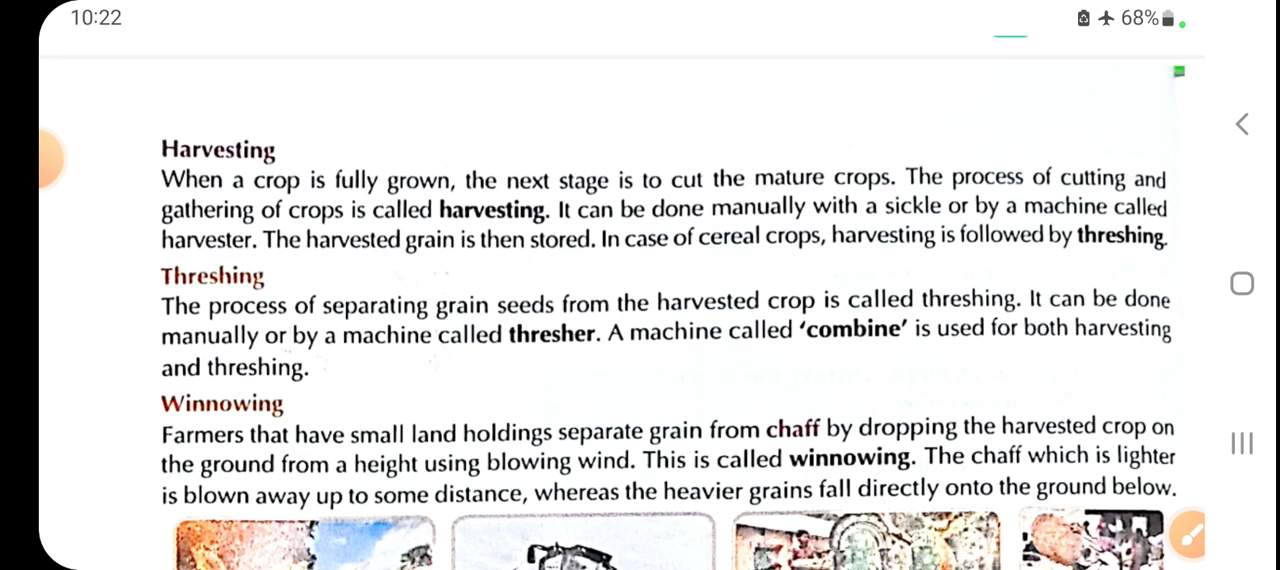 10:22
68%
Harvesting
When a crop is fully grown, the next stage is to cut the mature crops. The process of cutting and
gathering of crops is called harvesting. It can be done manually with a sickle or by a machine called
harvester. The harvested grain is then stored. In case of cereal crops, harvesting is followed by threshing.
Threshing
The process of separating grain seeds from the harvested crop is called threshing. It can be done
manually or by a machine called thresher. A machine called ‘combine’ is used for both harvesting
and threshing.
Winnowing
Farmers that have small land holdings separate grain from chaff by dropping the harvested crop on
the ground from a height using blowing wind. This is called winnowing. The chaff which is lighter
is blown away up to some distance, whereas the heavier grains fall directly onto the ground below.